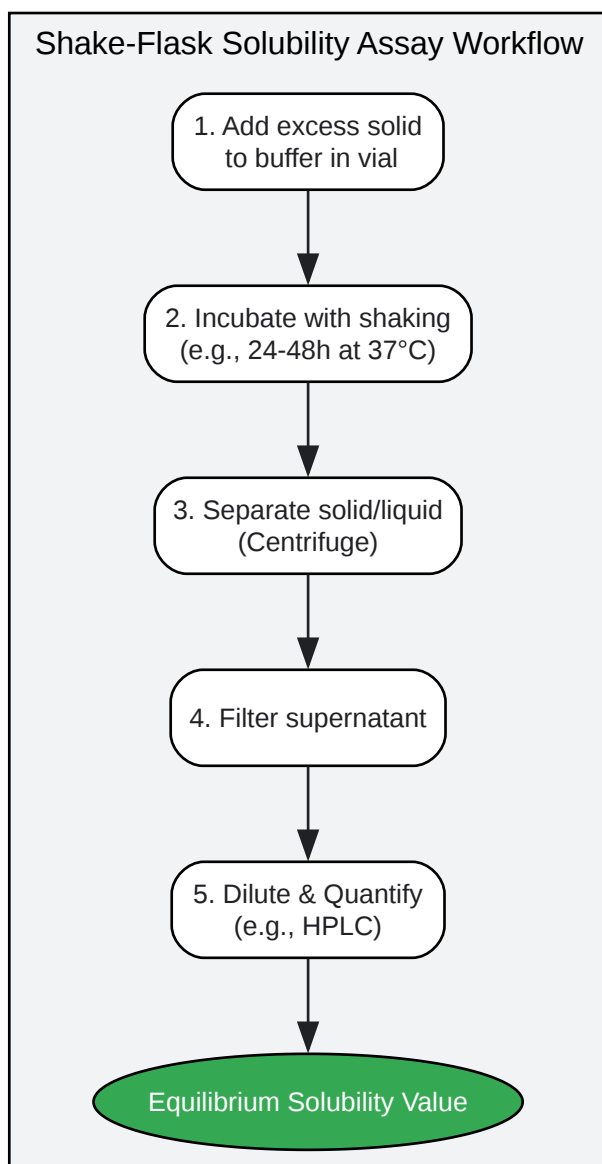 Shake-Flask Solubility Assay Workflow
1. Add excess solid
to buffer in vial
2. Incubate with shaking
(e.g., 24-48h at 37°C)
3. Separate solid/liquid
(Centrifuge)
4. Filter supernatant
5. Dilute & Quantify
(e.g., HPLC)
Equilibrium Solubility Value